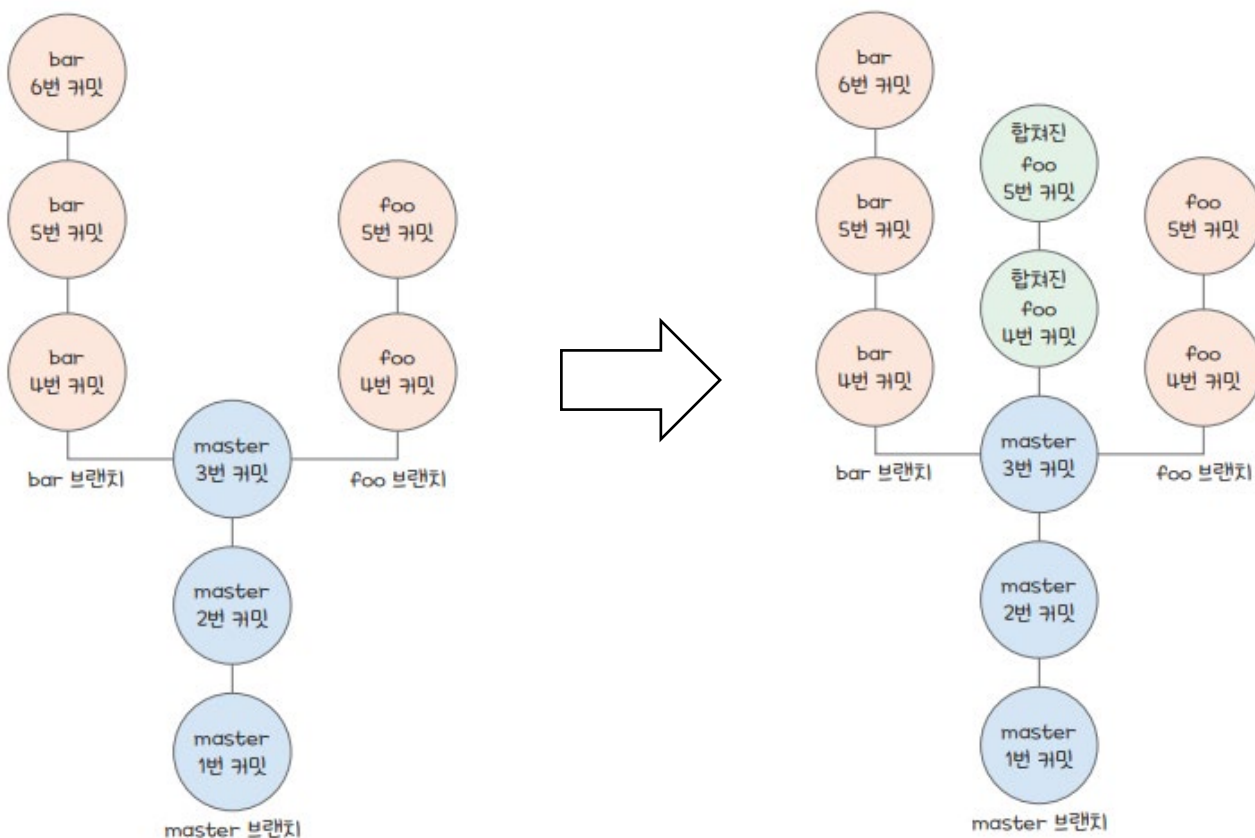 bar
6번 커밋
bar
5번 커밋
foo
5번 커밋
bar
4번 커밋
foo
4번 커밋
master
3번 커밋
bar 브랜치
foo 브랜치
master
2번 커밋
master
1번 커밋
master 브랜치
bar
6번 커밋
합쳐진
foo
5번 커밋
bar
5번 커밋
foo
5번 커밋
합쳐진
foo
4번 커밋
bar
4번 커밋
foo
4번 커밋
master
3번 커밋
bar 브랜치
foo 브랜치
master
2번 커밋
master
1번 커밋
master 브랜치